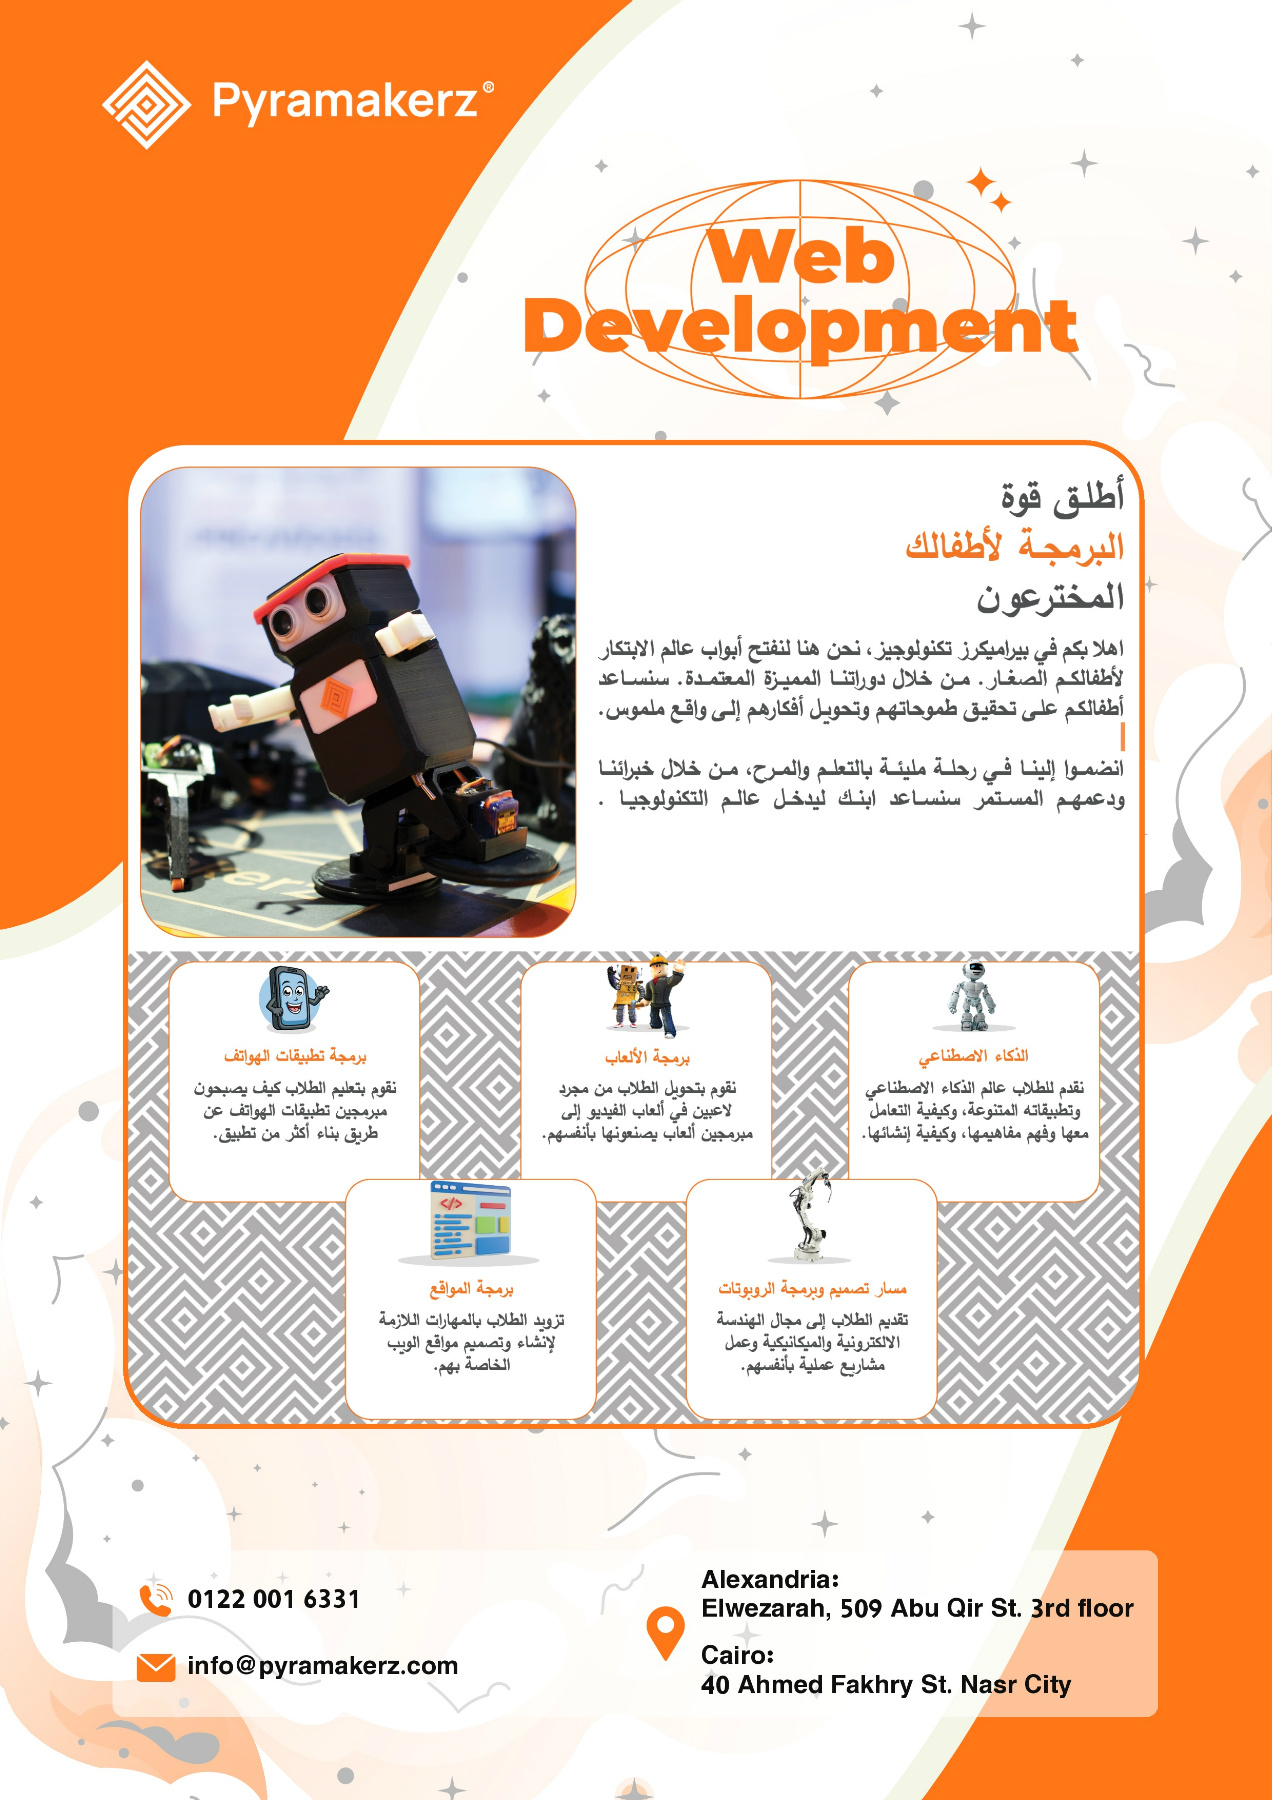 Pyramakerz®
Web
Development
أطلق قوة
البرمجة لأطفالك
المخترعون
اهلا بكم في بيراميكرز تكنولوجيز، نحن هنا لنفتح أبواب عالم الابتكار
لأطفالكم الصغار. من خلال دوراتنا المميزة المعتمدة. سنساعد
أطفالكم على تحقيق طموحاتهم وتحويل أفكارهم إلى واقع ملموس.
انضموا إلينا في رحلة مليئة بالتعلم والمرح، من خلال خبرائنا
ودعمهم المستمر سنساعد ابنك ليدخل عالم التكنولوجيا .
الذكاء الاصطناعي
نقدم للطلاب عالم الذكاء الاصطناعي
وتطبيقاته المتنوعة، وكيفية التعامل
معها وفهم مفاهيمها، وكيفية إنشائها.
برمجة الألعاب
نقوم بتحويل الطلاب من مجرد
لاعبين في ألعاب الفيديو إلى
مبرمجين ألعاب يصنعونها بأنفسهم.
برمجة تطبيقات الهواتف
نقوم بتعليم الطلاب كيف يصبحون
مبرمجين تطبيقات الهواتف عن
طريق بناء أكثر من تطبيق.
مسار تصميم وبرمجة الروبوتات
تقديم الطلاب إلى مجال الهندسة
الالكترونية والميكانيكية وعمل
مشاريع عملية بأنفسهم.
برمجة المواقع
تزويد الطلاب بالمهارات اللازمة
لإنشاء وتصميم مواقع الويب
الخاصة بهم.
0122 001 6331
info@pyramakerz.com
Alexandria:
Elwezarah, 509 Abu Qir St. 3rd floor
Cairo:
40 Ahmed Fakhry St. Nasr City